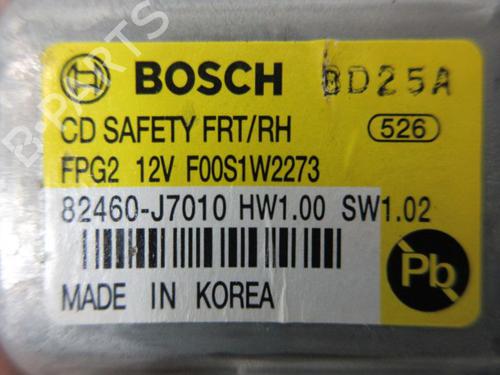 BOSCH BD25A
CD SAFETY FRT/RH 526
FPG2 12V F00S1W2273
82460-J7010 HW1.00 SW1.02
Pb
MADE IN KOREA
B-PARTS